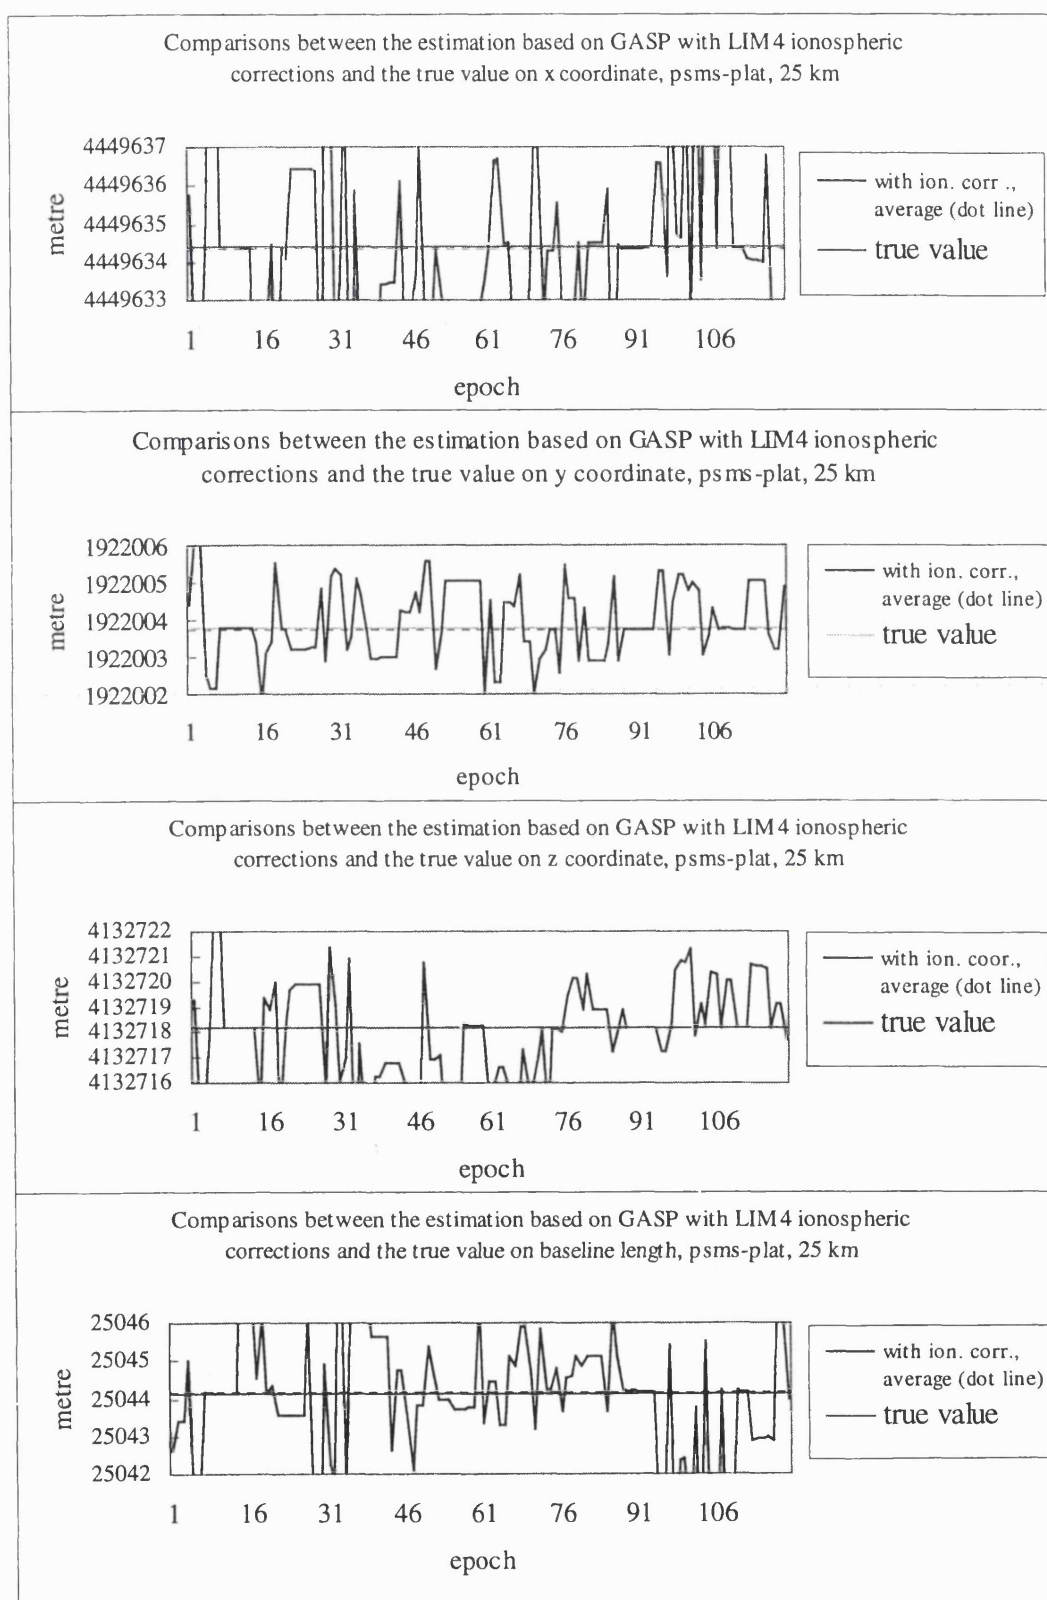 Comparisons between the estimation based on GASP with LIM4 ionospheric
corrections and the true value on x coordinate, psms-plat, 25 km
4449637
4449636
4449635
4449634
4449633
metre
1 16 31 46 61 76 91 106
epoch
with ion. corr .,
average (dot line)
true value
Comparisons between the estimation based on GASP with LIM4 ionospheric
corrections and the true value on y coordinate, psms-plat, 25 km
1922006
1922005
1922004
1922003
1922002
metre
1 16 31 46 61 76 91 106
epoch
with ion. corr.,
average (dot line)
true value
Comparisons between the estimation based on GASP with LIM4 ionospheric
corrections and the true value on z coordinate, psms-plat, 25 km
4132722
4132721
4132720
4132719
4132718
4132717
4132716
metre
1 16 31 46 61 76 91 106
epoch
with ion. coor.,
average (dot line)
true value
Comparisons between the estimation based on GASP with LIM4 ionospheric
corrections and the true value on baseline length, psms-plat, 25 km
25046
25045
25044
25043
25042
metre
1 16 31 46 61 76 91 106
epoch
with ion. corr.,
average (dot line)
true value